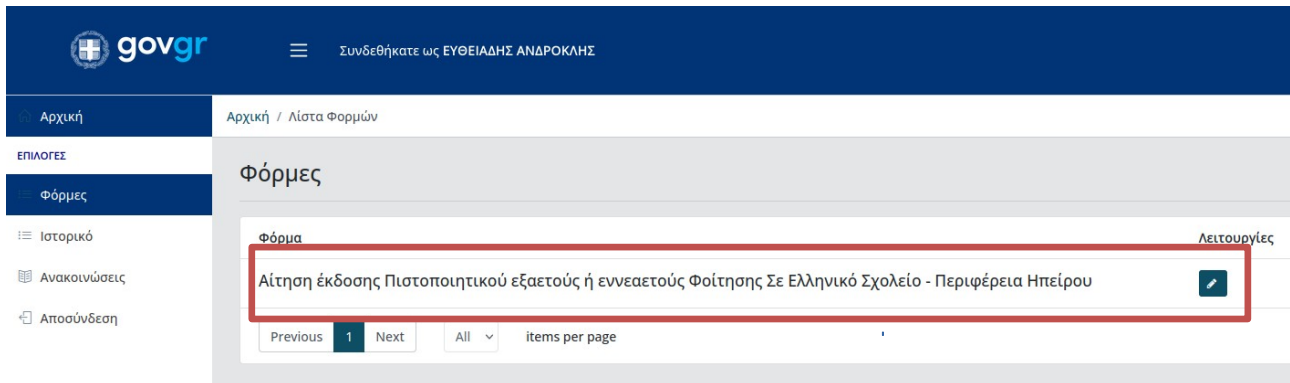 govgr
Συνδεθήκατε ως ΕΥΘΕΙΑΔΗΣ ΑΝΔΡΟΚΛΗΣ
Αρχική
ΕΠΙΛΟΓΕΣ
Φόρμες
Ιστορικό
Ανακοινώσεις
Αποσύνδεση
Αρχική / Λίστα Φορμών
Φόρμες
Φόρμα Λειτουργίες
Αίτηση έκδοσης Πιστοποιητικού εξαετούς ή εννεαετούς Φοίτησης Σε Ελληνικό Σχολείο - Περιφέρεια Ηπείρου
Previous 1 Next All items per page